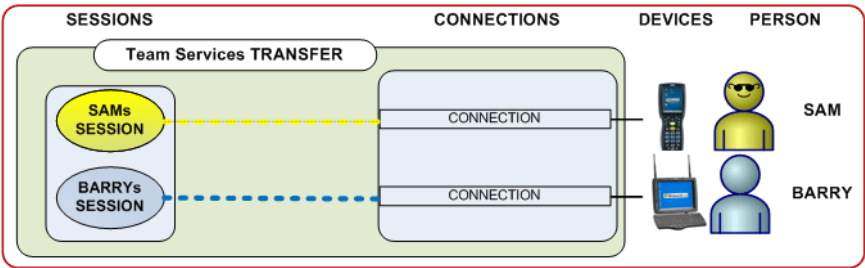 SESSIONS CONNECTIONS DEVICES PERSON
Team Services TRANSFER
SAMs
SESSION
CONNECTION
SAM
BARRYs
SESSION
CONNECTION
BARRY